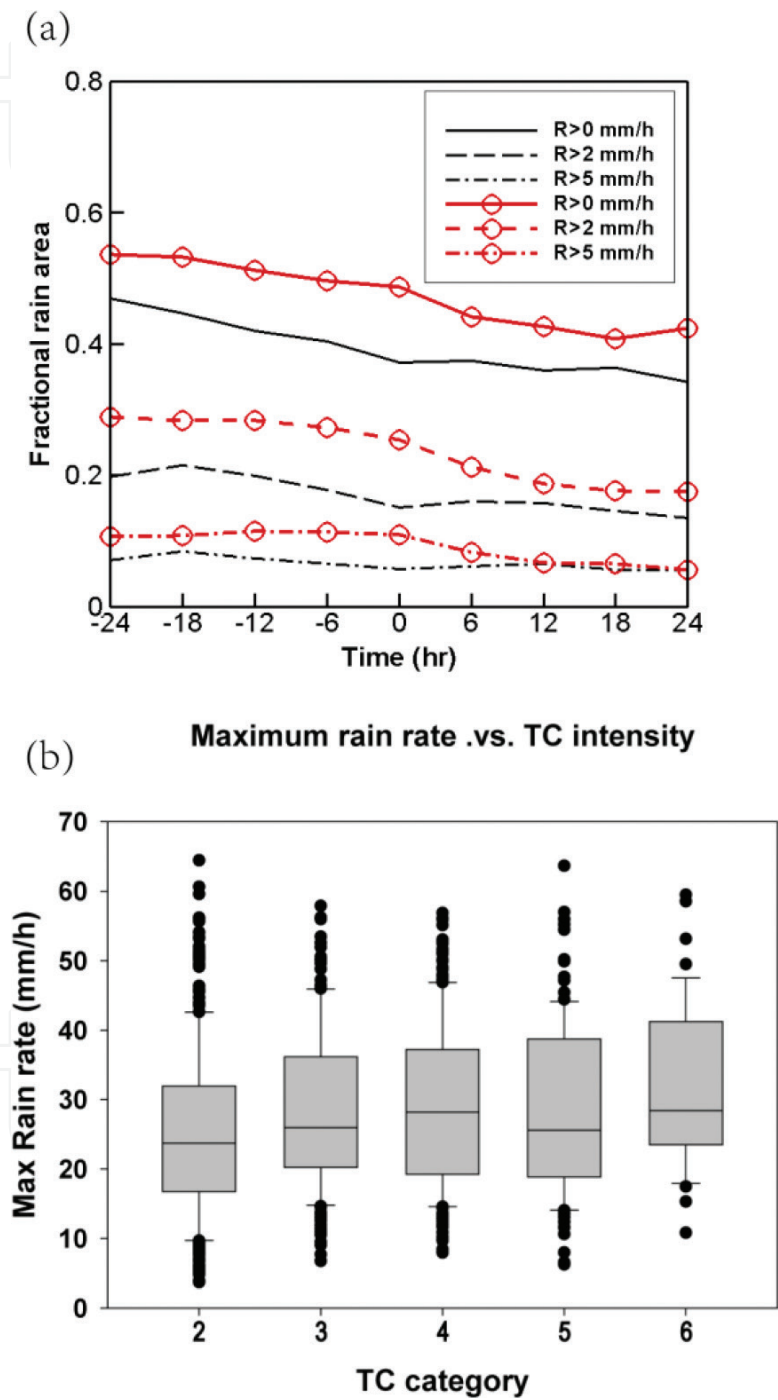 (a)
0.8
0.6
0.4
0.2
0
Fractional rain area
R>0 mm/h
R>2 mm/h
R>5 mm/h
R>0 mm/h
R>2 mm/h
R>5 mm/h
-24 -18 -12 -6 0 6 12 18 24
Time (hr)
Maximum rain rate .vs. TC intensity
(b)
70
60
50
40
30
20
10
0
Max Rain rate (mm/h)
2 3 4 5 6
TC category